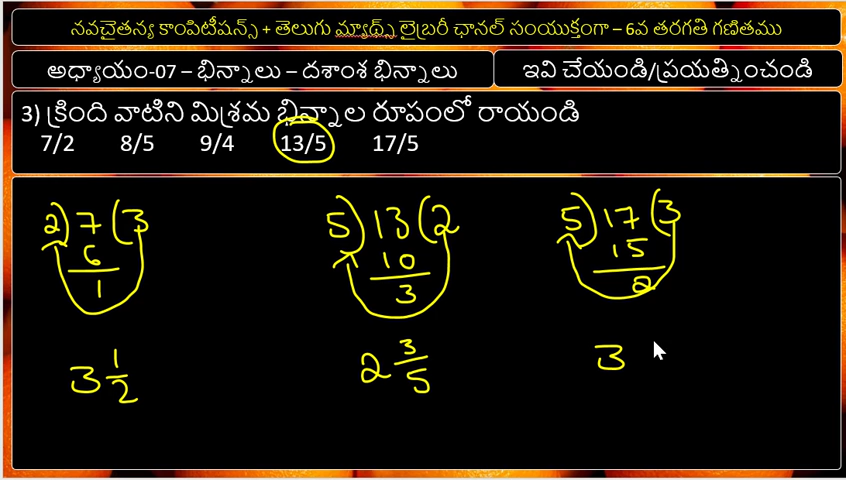 నవచైతన్య కాంపిటీషన్స్ + తెలుగు మ్యాథ్స్ లైబ్రరీ ఛానల్ సంయుక్తంగా – 6వ తరగతి గణితము
అధ్యాయం-07 – భిన్నాలు – దశాంశ భిన్నాలు
ఇవి చేయండి/ప్రయత్నించండి
3) క్రింది వాటిని మిశ్రమ భిన్నాల రూపంలో రాయండి
7/2 8/5 9/4 13/5 17/5
2) 7 (3 5) 13 (2 5) 17 (3
6 10 15
1 3 2
3 1/2 2 3/5 3